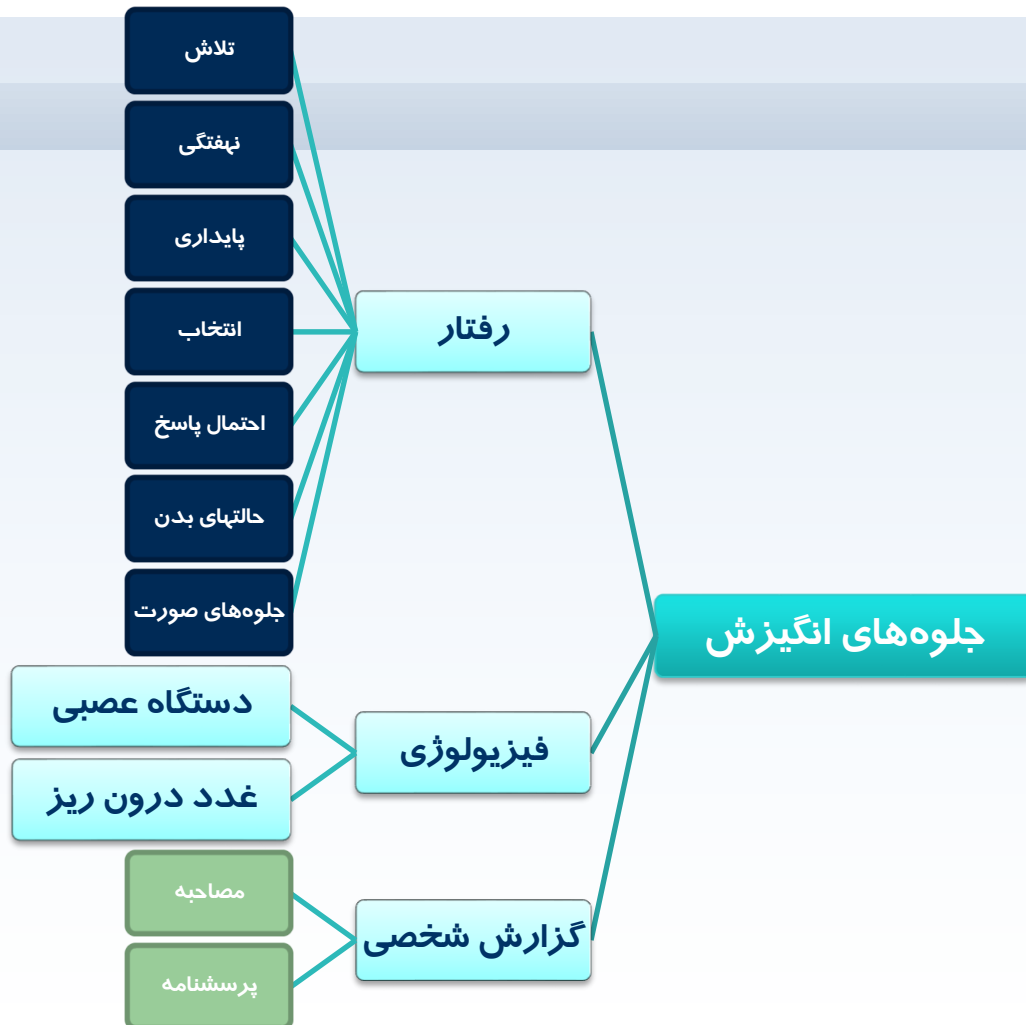 جلوه‌های انگیزش
رفتار
تلاش
نهفتگی
پایداری
انتخاب
احتمال پاسخ
حالتهای بدن
جلوه‌های صورت
فیزیولوژی
دستگاه عصبی
غدد درون ریز
گزارش شخصی
مصاحبه
پرسشنامه